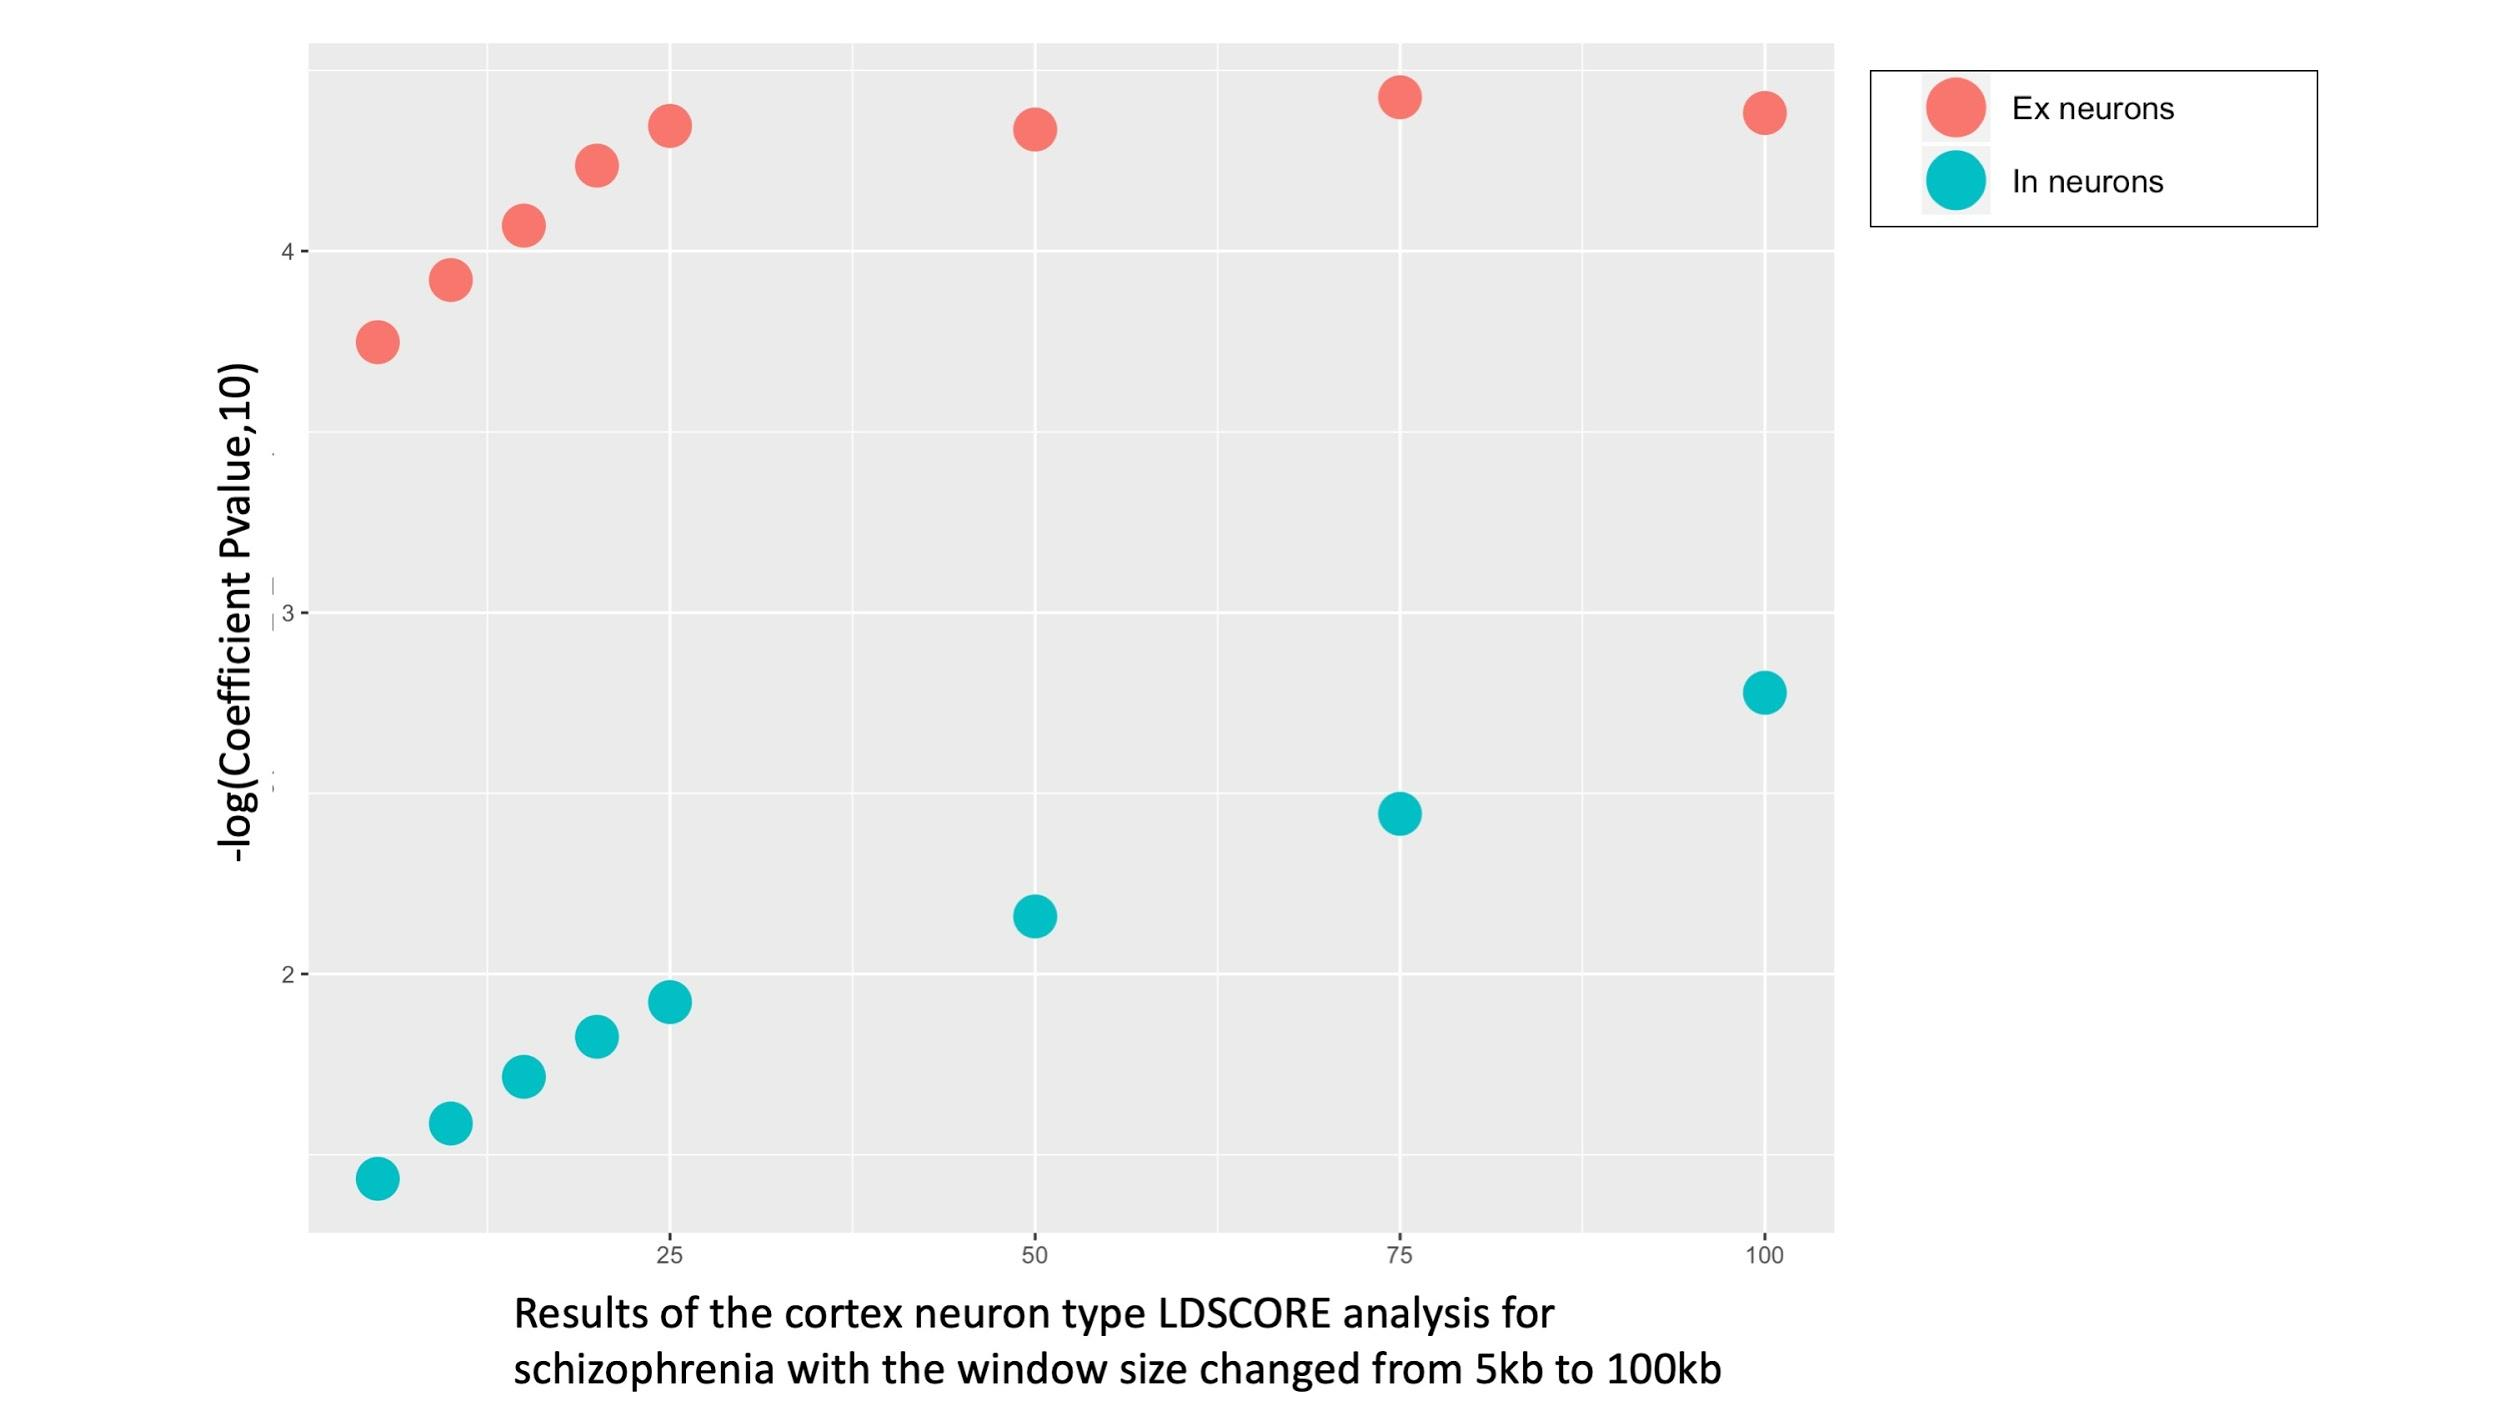 Ex neurons
In neurons
-log(Coefficient Pvalue,10)
4
3
2
25 50 75 100
Results of the cortex neuron type LDSCORE analysis for
schizophrenia with the window size changed from 5kb to 100kb